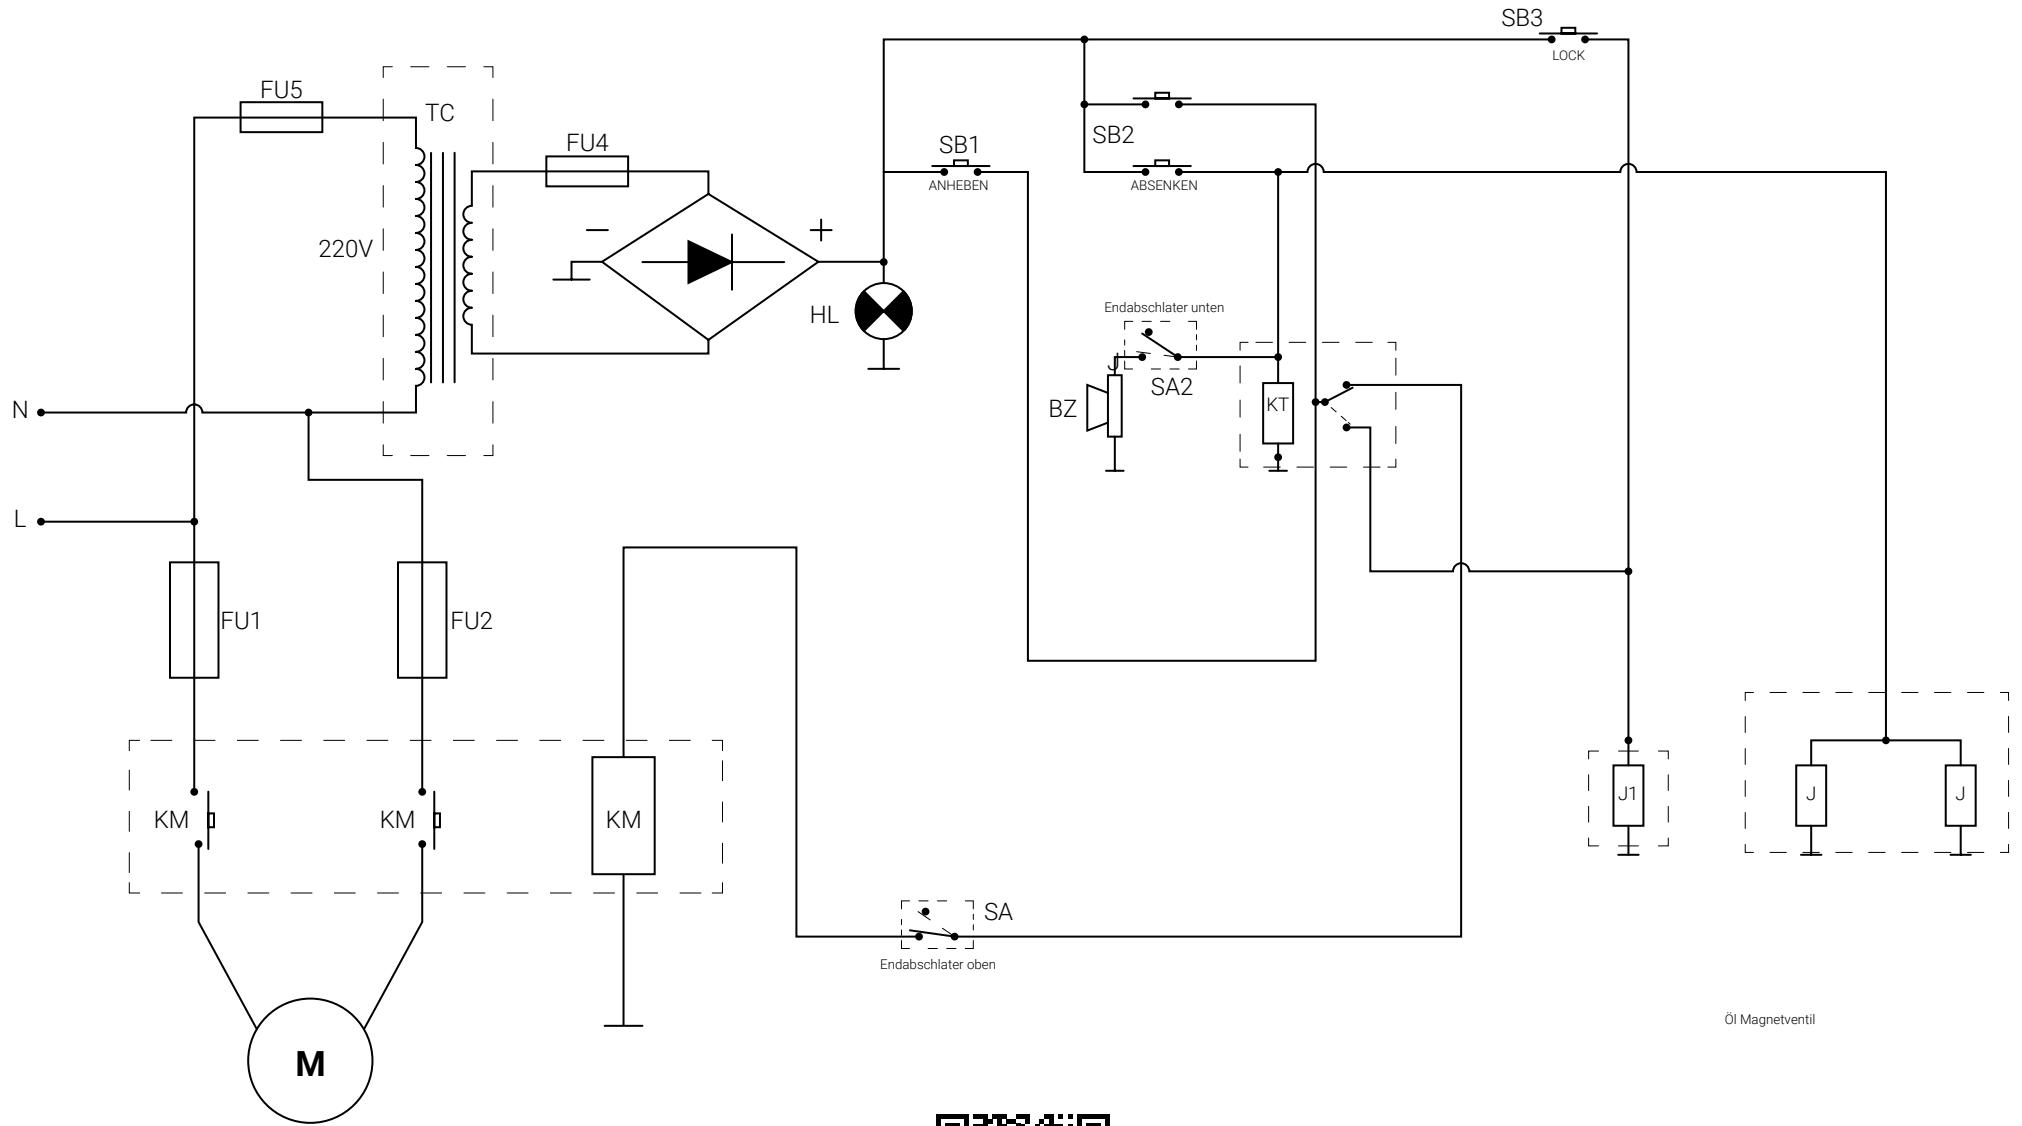 SB3
LOCK
FU5
TC
FU4
SB1
ANHEBEN
SB2
ABSENKEN
−
+
220V
HL
Endabschlater unten
J
SA2
BZ
KT
N
L
FU1
FU2
KM
KM
KM
J1
J
J
SA
Endabschlater oben
Öl Magnetventil
M